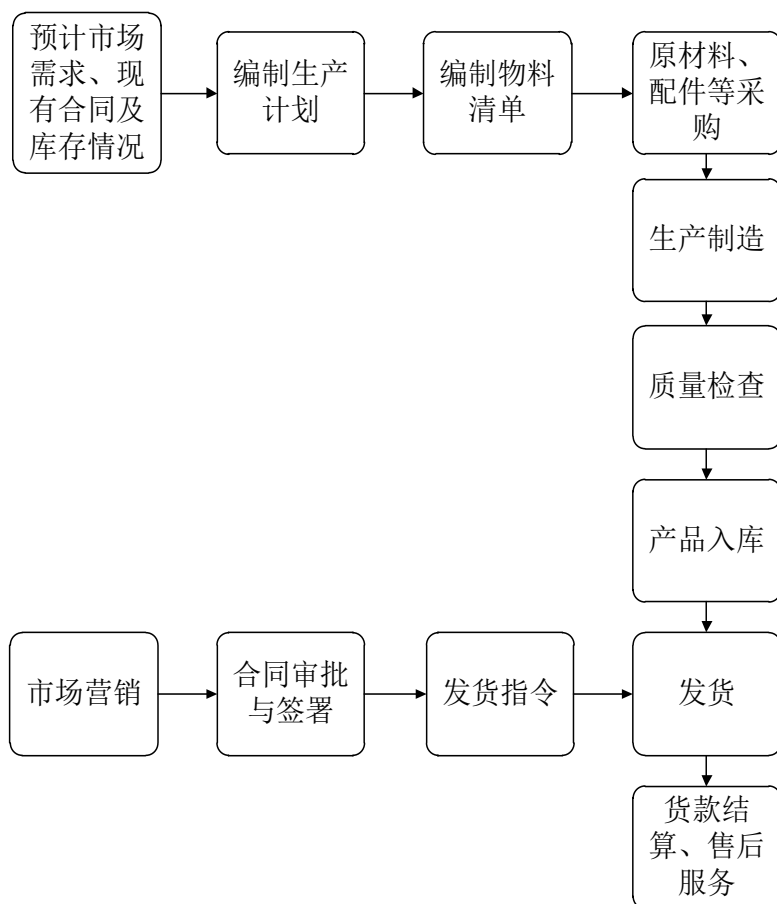 预计市场
需求、现
有合同及
库存情况
编制生产
计划
编制物料
清单
原材料、
配件等采
购
生产制造
质量检查
产品入库
市场营销
合同审批
与签署
发货指令
发货
货款结
算、售后
服务